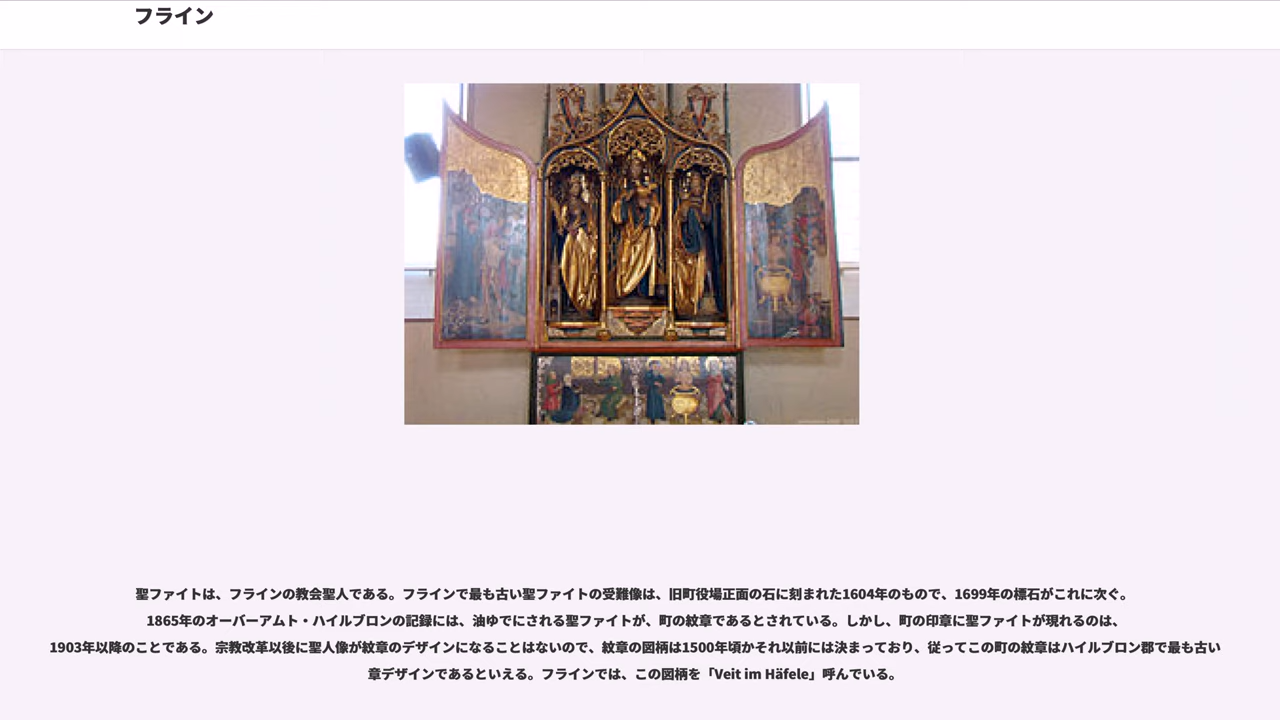 フライン
聖ファイトは、フラインの教会聖人である。フラインで最も古い聖ファイトの受難像は、旧町役場正面の石に刻まれた1604年のもので、1699年の標石がこれに次ぐ。
1865年のオーバーアムト・ハイルブロンの記録には、油ゆでにされる聖ファイトが、町の紋章であるとされている。しかし、町の印章に聖ファイトが現れるのは、
1903年以降のことである。宗教改革以後に聖人像が紋章のデザインになることはないので、紋章の図柄は1500年頃かそれ以前には決まっており、従ってこの町の紋章はハイルブロン郡で最も古い
章デザインであるといえる。フラインでは、この図柄を「Veit im Häfele」呼んでいる。